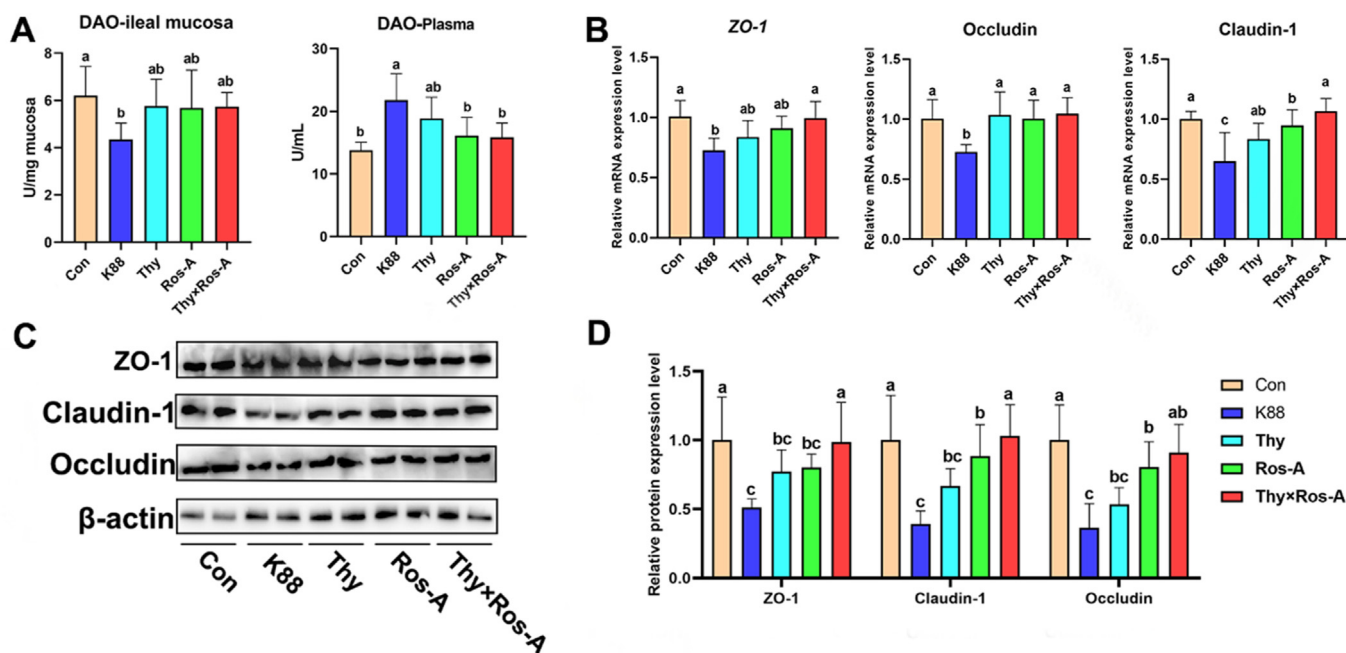 A
DAO-ileal mucosa
U/mg mucosa
8
6
4
2
0
a
b
ab
ab
ab
Con
K88
Thy
Ros-A
Thy×Ros-A
DAO-Plasma
U/mL
30
20
10
0
b
a
ab
b
b
Con
K88
Thy
Ros-A
Thy×Ros-A
B
ZO-1
Relative mRNA expression level
1.5
1.0
0.5
0.0
a
b
ab
ab
a
Con
K88
Thy
Ros-A
Thy×Ros-A
Occludin
Relative mRNA expression level
1.5
1.0
0.5
0.0
a
b
a
a
a
Con
K88
Thy
Ros-A
Thy×Ros-A
Claudin-1
Relative mRNA expression level
1.5
1.0
0.5
0.0
a
c
ab
b
a
Con
K88
Thy
Ros-A
Thy×Ros-A
C
ZO-1
Claudin-1
Occludin
β-actin
Con
K88
Thy
Ros-A
Thy×Ros-A
D
Relative protein expression level
1.5
1.0
0.5
1.0
a
c
bc
bc
a
a
c
bc
b
a
a
c
bc
b
ab
ZO-1
Claudin-1
Occludin
Con
K88
Thy
Ros-A
Thy×Ros-A